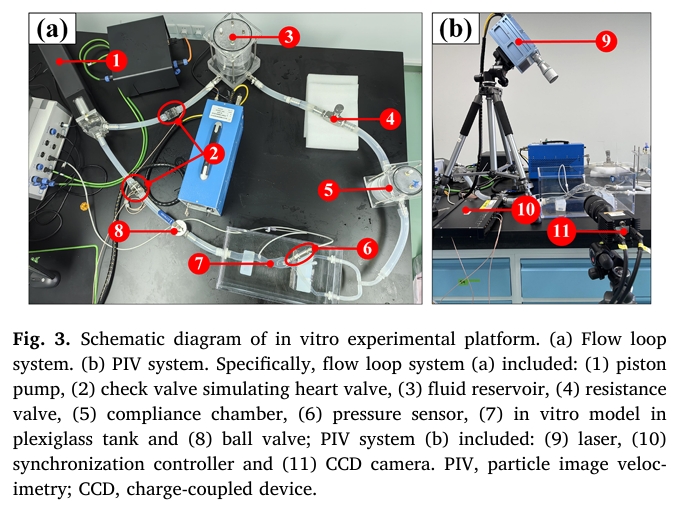 (a)
(b)
1
2
3
4
5
6
7
8
9
10
11
Fig. 3. Schematic diagram of in vitro experimental platform. (a) Flow loop
system. (b) PIV system. Specifically, flow loop system (a) included: (1) piston
pump, (2) check valve simulating heart valve, (3) fluid reservoir, (4) resistance
valve, (5) compliance chamber, (6) pressure sensor, (7) in vitro model in
plexiglass tank and (8) ball valve; PIV system (b) included: (9) laser, (10)
synchronization controller and (11) CCD camera. PIV, particle image veloc-
imetry; CCD, charge-coupled device.